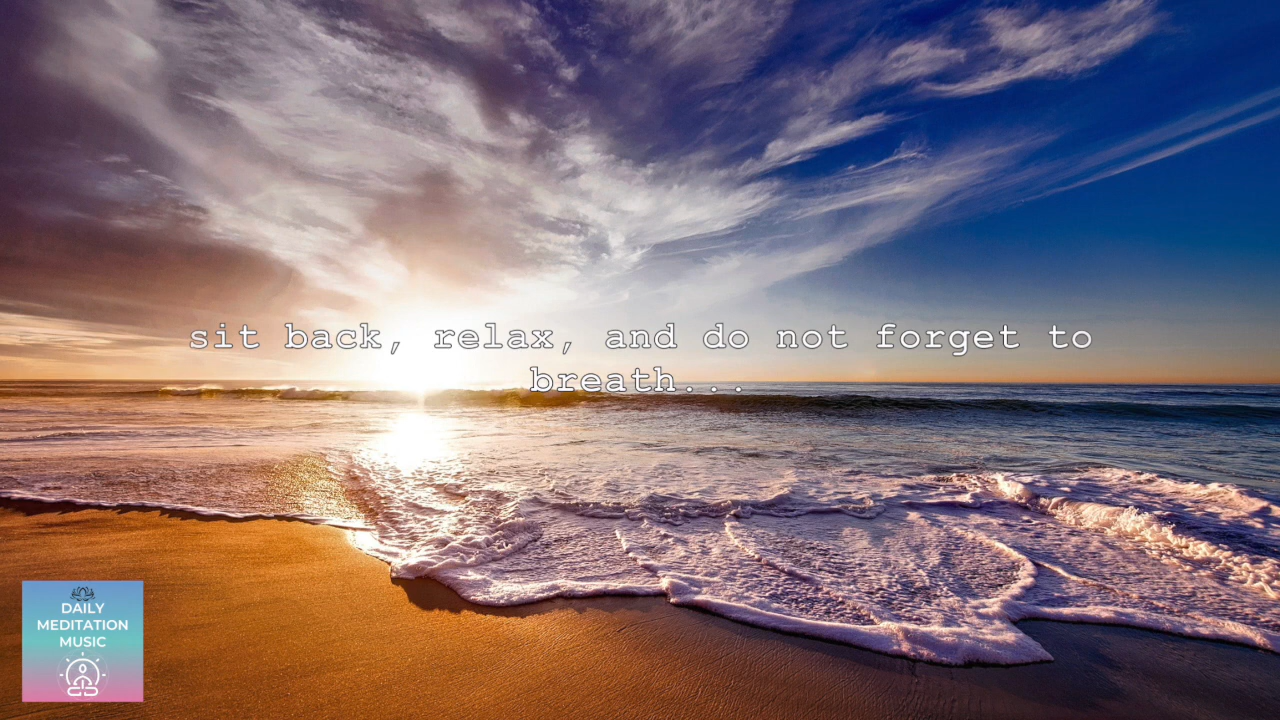 sit back, relax, and do not forget to
breath...
DAILY
MEDITATION
MUSIC